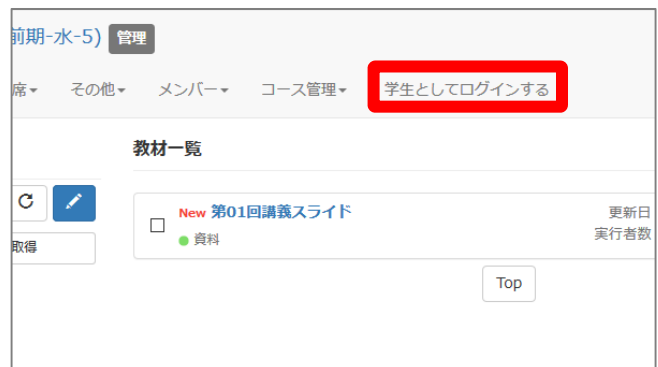 前期-水-5) 管理
席 その他 メンバー コース管理 学生としてログインする
教材一覧
New 第01回講義スライド
更新日
資料
実行者数
取得
Top